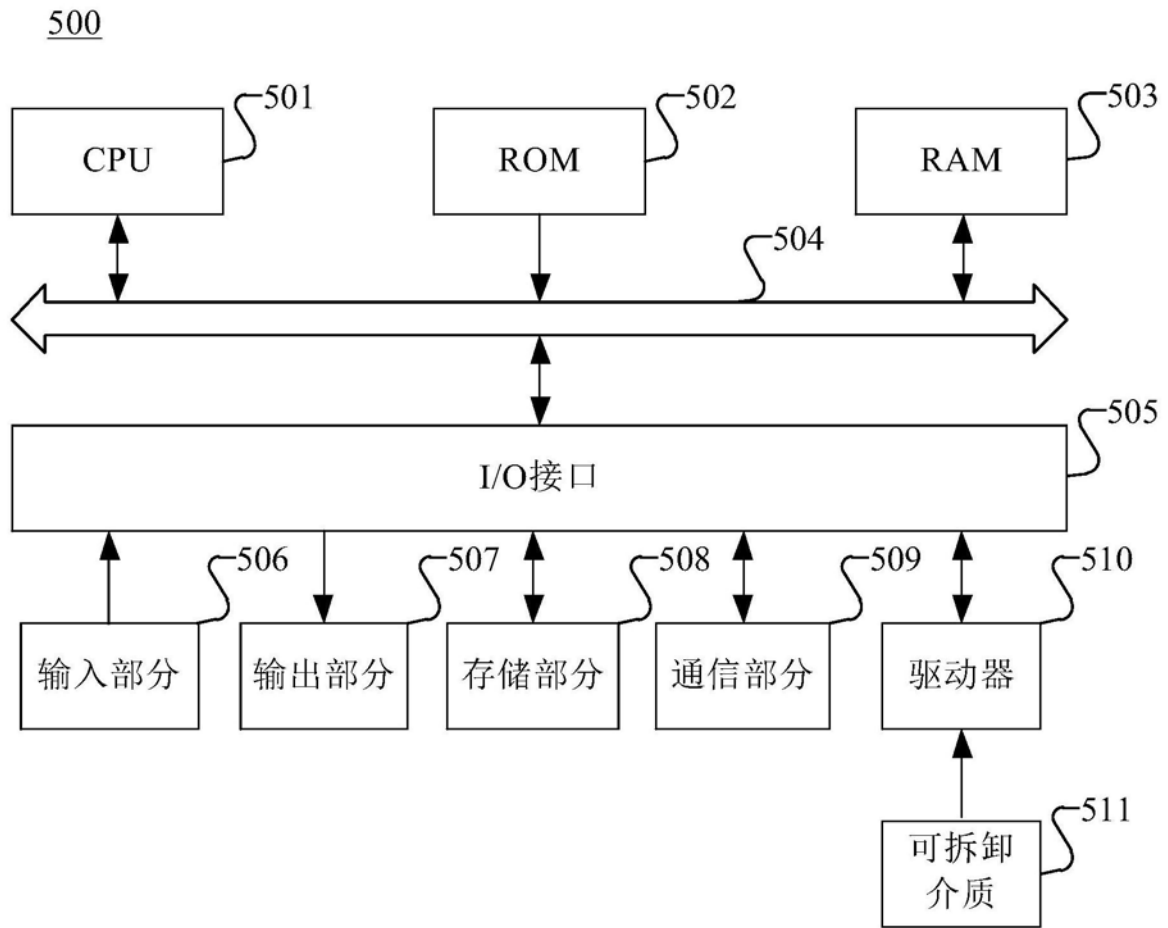 500
501
502
503
CPU
ROM
RAM
504
505
I/O接口
506
507
508
509
510
输入部分
输出部分
存储部分
通信部分
驱动器
511
可拆卸
介质